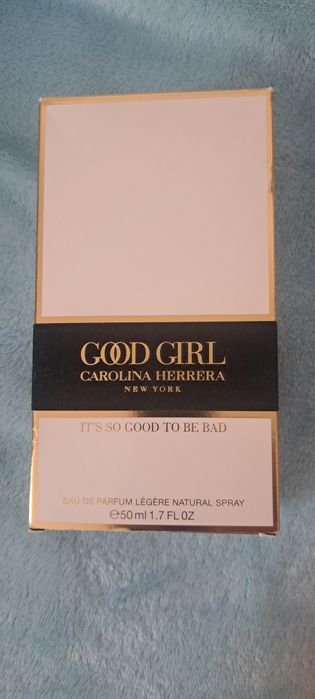 GOOD GIRL
CAROLINA HERRERA
NEW YORK
IT'S SO GOOD TO BE BAD
EAU DE PARFUM LÉGÈRE NATURAL SPRAY
℮50 ml 1.7 FL OZ